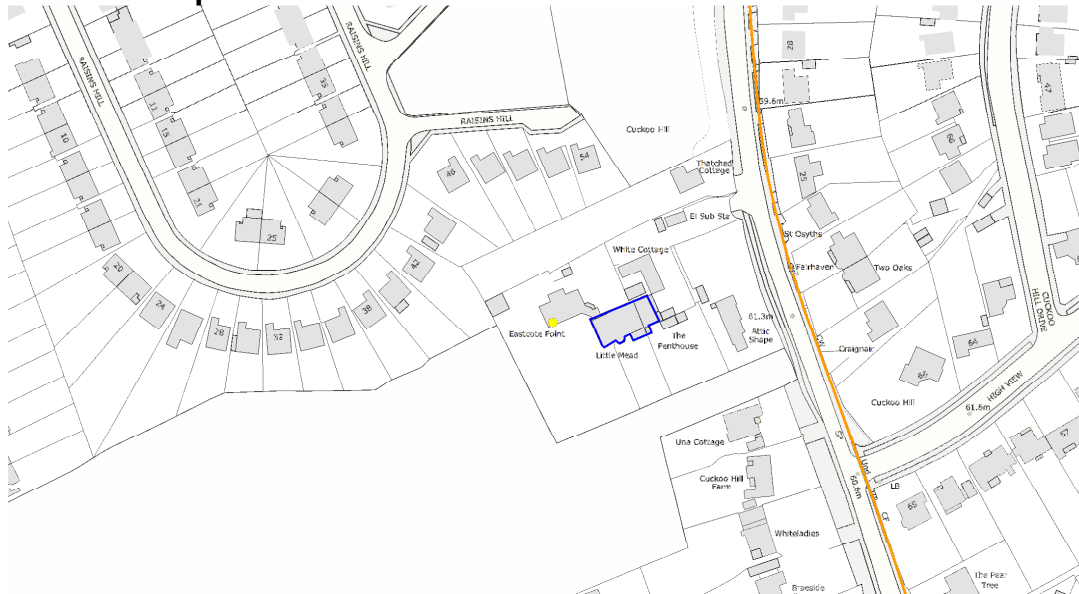 RAISINS HILL
RAISINS HILL
RAISINS HILL
10
11
15
21
35
25
20
24
28
32
38
42
46
54
Cuckoo Hill
Thatched
Cottage
El Sub Sta
White Cottage
Eastcote Point
Little Mead
The
Penthouse
Attic
Shape
59.6m
61.3m
28
25
St Osyths
Fairhaven
Two Oaks
Craignair
Cuckoo Hill
47
66
64
CUCKOO
HILL DRIVE
HIGH VIEW
61.6m
57
65
LB
Und
CF
60.8m
Una Cottage
Cuckoo Hill
Farm
Whiteladies
Braeside
The Pear
Tree